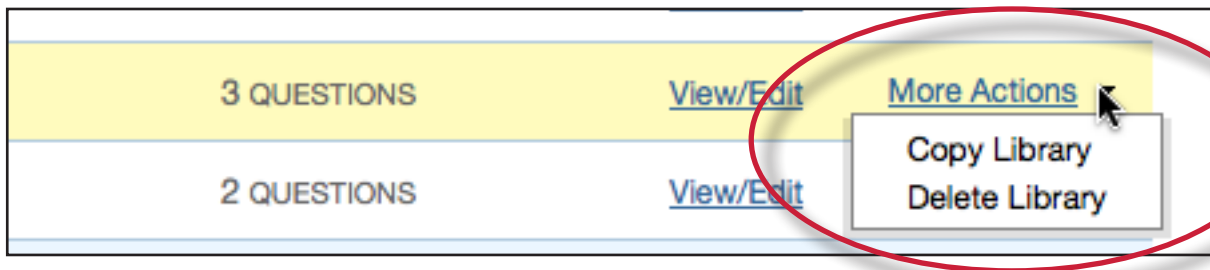 3 QUESTIONS View/Edit More Actions
Copy Library
2 QUESTIONS View/Edit Delete Library